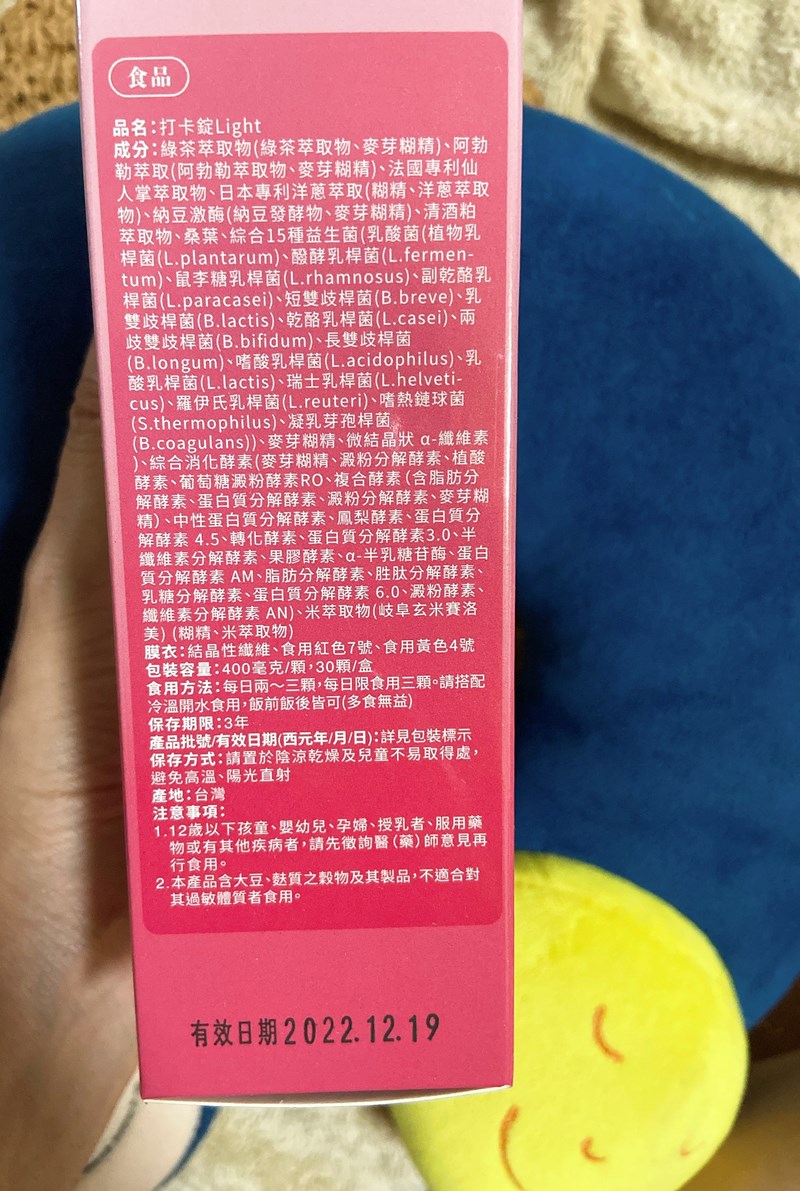 食品
品名:打卡錠Light
成分:綠茶萃取物(綠茶萃取物、麥芽糊精)、阿勃
勒萃取(阿勃勒萃取物、麥芽糊精)、法國專利仙
人掌萃取物、日本專利洋蔥萃取(糊精、洋蔥萃取
物)、納豆激酶(納豆發酵物、麥芽糊精)、清酒粕
萃取物、桑葉、綜合15種益生菌(乳酸菌(植物乳
桿菌(L.plantarum)、醱酵乳桿菌(L.fermen-
tum)、鼠李糖乳桿菌(L.rhamnosus)、副乾酪乳
桿菌(L.paracasei)、短雙歧桿菌(B.breve)、乳
雙歧桿菌(B.lactis)、乾酪乳桿菌(L.casei)、兩
歧雙歧桿菌(B.bifidum)、長雙歧桿菌
(B.longum)、嗜酸乳桿菌(L.acidophilus)、乳
酸乳桿菌(L.lactis)、瑞士乳桿菌(L.helveti-
cus)、羅伊氏乳桿菌(L.reuteri)、嗜熱鏈球菌
(S.thermophilus)、凝乳芽孢桿菌
(B.coagulans))、麥芽糊精、微結晶狀 α-纖維素
)、綜合消化酵素(麥芽糊精、澱粉分解酵素、植酸
酵素、葡萄糖澱粉酵素RO、複合酵素(含脂肪分
解酵素、蛋白質分解酵素、澱粉分解酵素、麥芽糊
精)、中性蛋白質分解酵素、鳳梨酵素、蛋白質分
解酵素 4.5、轉化酵素、蛋白質分解酵素3.0、半
纖維素分解酵素、果膠酵素、α-半乳糖苷酶、蛋白
質分解酵素 AM、脂肪分解酵素、胜肽分解酵素、
乳糖分解酵素、蛋白質分解酵素 6.0、澱粉酵素、
纖維素分解酵素 AN)、米萃取物(岐阜玄米賽洛
美) (糊精、米萃取物)
膜衣:結晶性纖維、食用紅色7號、食用黃色4號
包裝容量:400毫克/顆,30顆/盒
食用方法:每日兩~三顆,每日限食用三顆。請搭配
冷溫開水食用,飯前飯後皆可(多食無益)
保存期限:3年
產品批號/有效日期(西元年/月/日):詳見包裝標示
保存方式:請置於陰涼乾燥及兒童不易取得處,
避免高溫、陽光直射
產地:台灣
注意事項:
1.12歲以下孩童、嬰幼兒、孕婦、授乳者、服用藥
物或有其他疾病者,請先徵詢醫(藥)師意見再
行食用。
2.本產品含大豆、麩質之穀物及其製品,不適合對
其過敏體質者食用。
有效日期2022.12.19